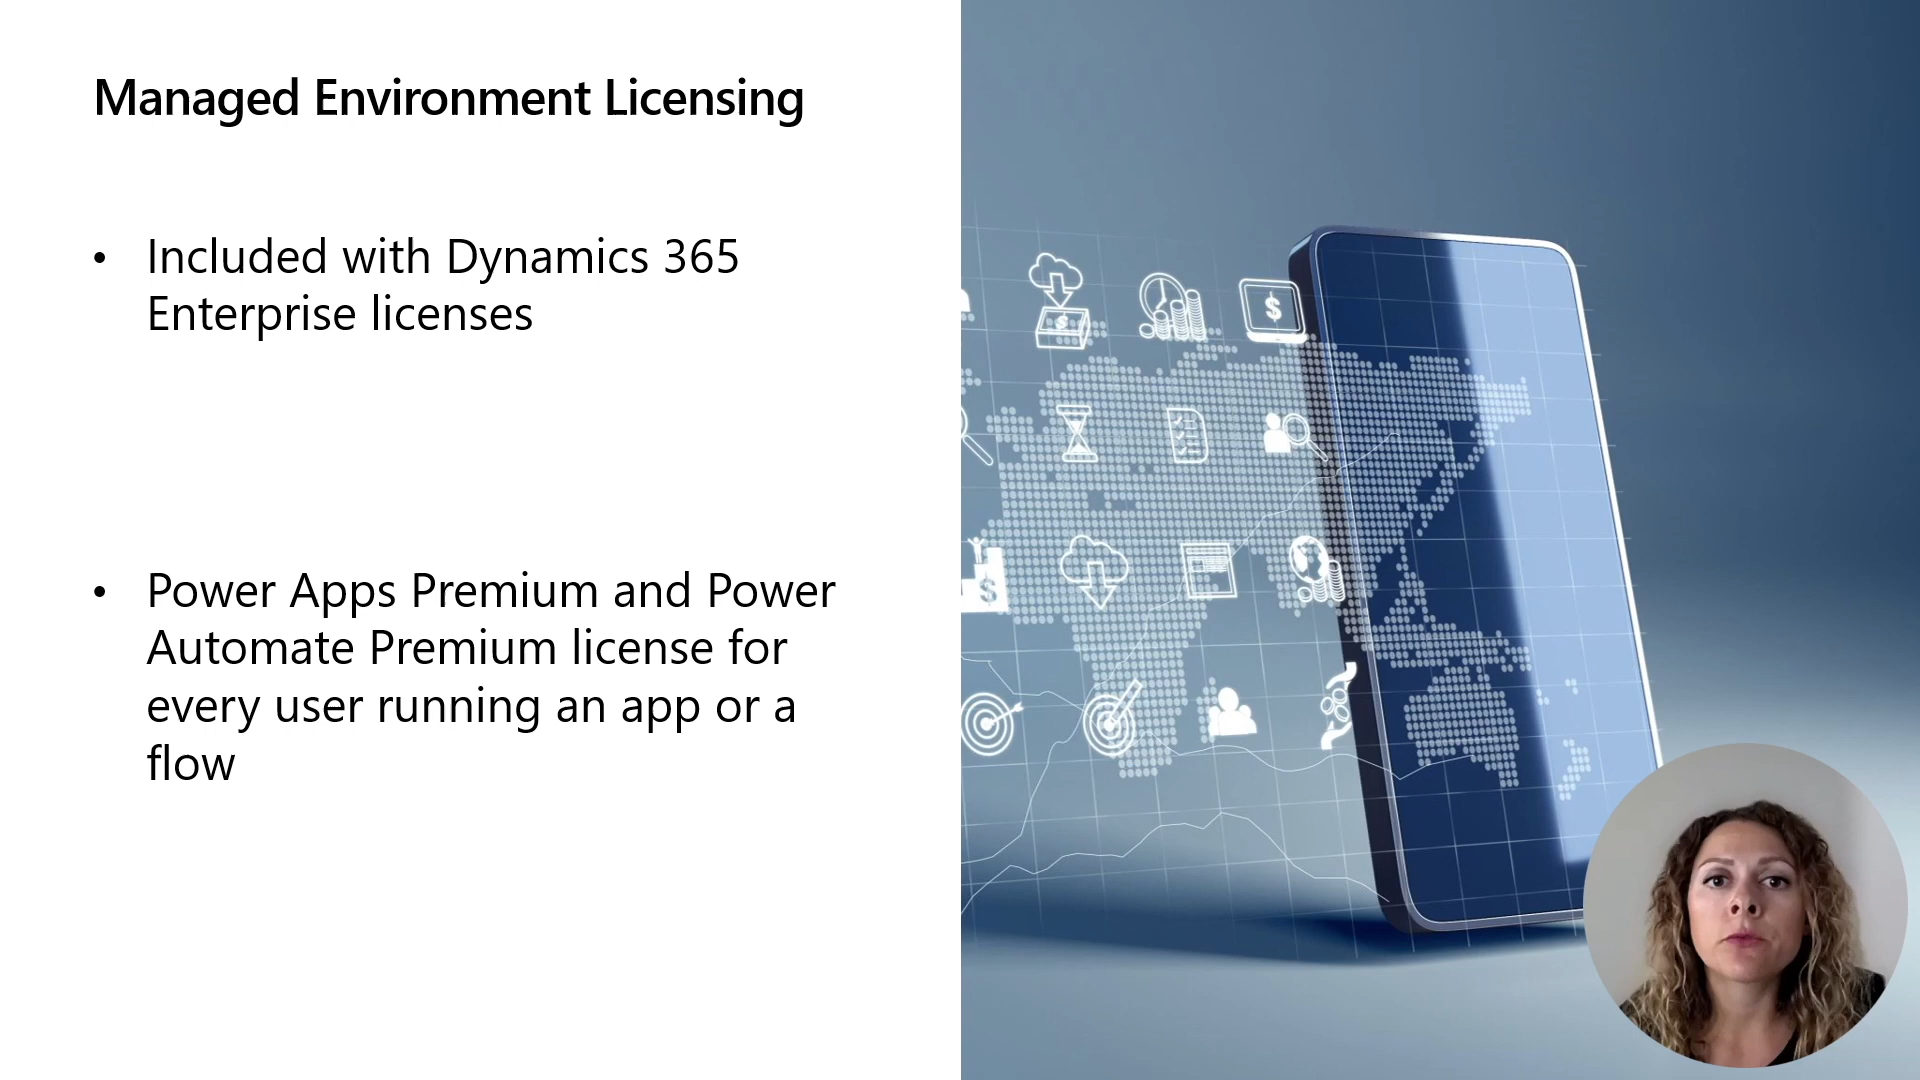 Managed Environment Licensing
• Included with Dynamics 365
Enterprise licenses
• Power Apps Premium and Power
Automate Premium license for
every user running an app or a
flow
$
$
$